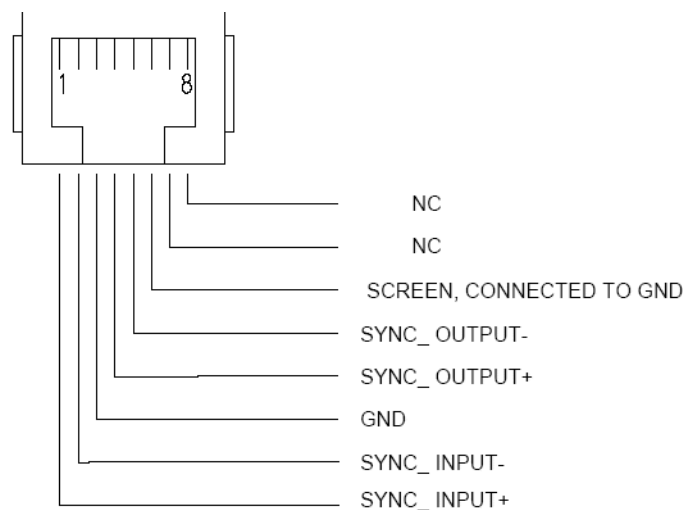 1 8
NC
NC
SCREEN, CONNECTED TO GND
SYNC_ OUTPUT-
SYNC_ OUTPUT+
GND
SYNC_ INPUT-
SYNC_ INPUT+